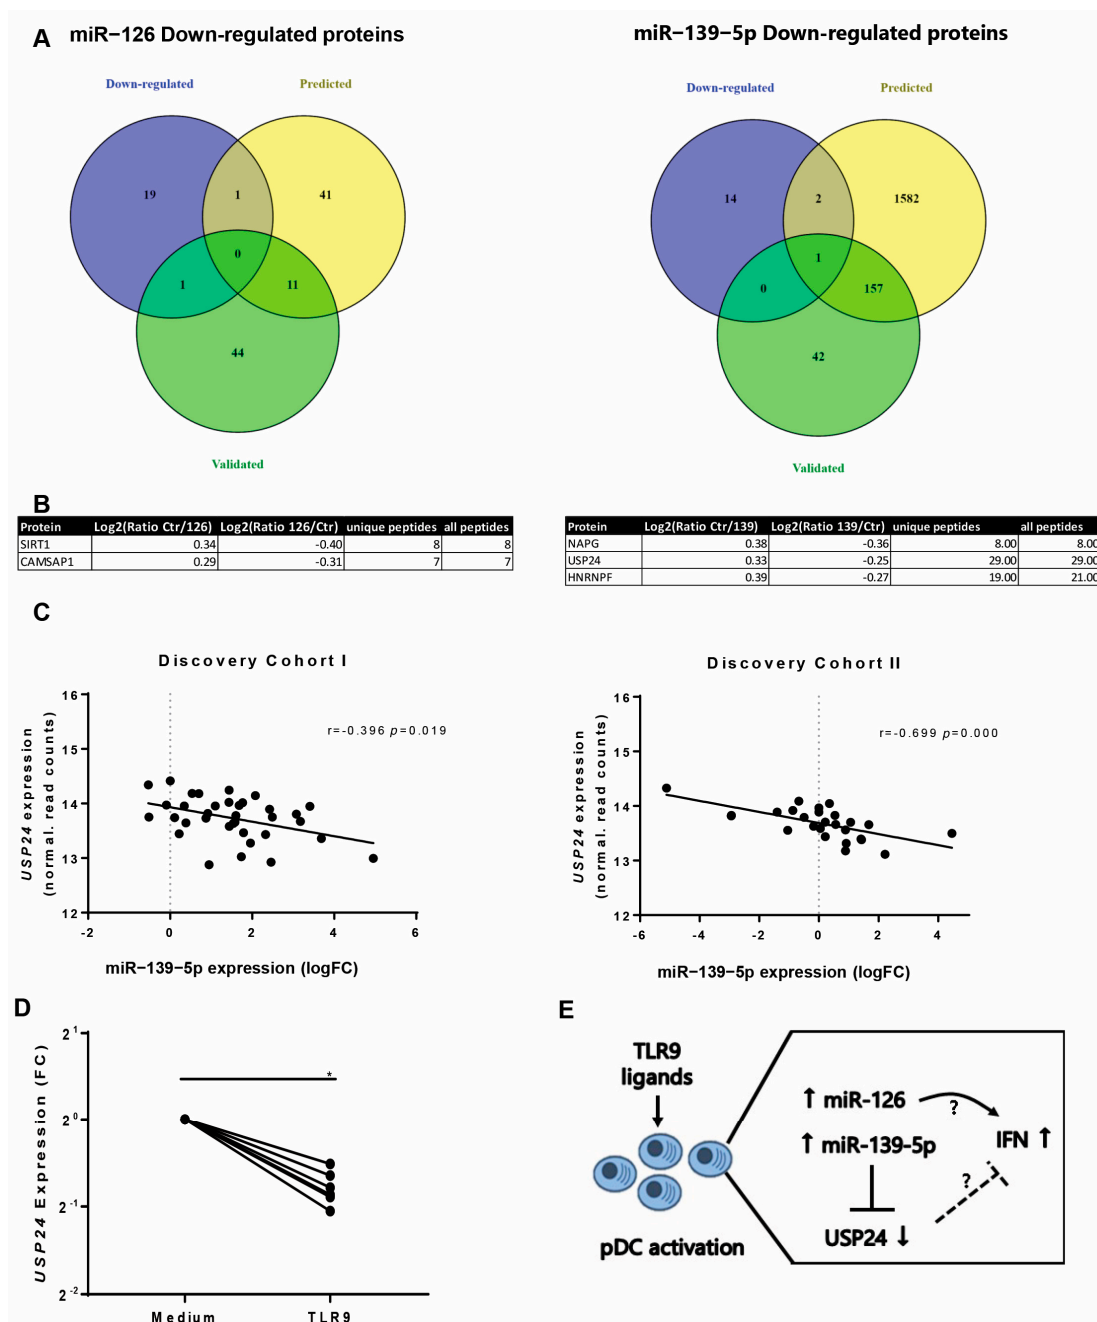 A
miR−126 Down-regulated proteins
miR−139−5p Down-regulated proteins
Down-regulated
Predicted
19
1
41
0
1
11
44
Validated
Down-regulated
Predicted
14
2
1582
1
0
157
42
Validated
B
Protein Log2(Ratio Ctr/126) Log2(Ratio 126/Ctr) unique peptides all peptides
SIRT1 0.34 -0.40 8 8
CAMSAP1 0.29 -0.31 7 7
Protein Log2(Ratio Ctr/139) Log2(Ratio 139/Ctr) unique peptides all peptides
NAPG 0.38 -0.36 8.00 8.00
USP24 0.33 -0.25 29.00 29.00
HNRNPF 0.39 -0.27 19.00 21.00
C
Discovery Cohort I
r=-0.396 p=0.019
USP24 expression
(normal. read counts)
16
15
14
13
12
-2 0 2 4 6
miR−139−5p expression (logFC)
Discovery Cohort II
r=-0.699 p=0.000
USP24 expression
(normal. read counts)
16
15
14
13
12
-6 -4 -2 0 2 4
miR−139−5p expression (logFC)
D
USP24 Expression (FC)
2^1
2^0
2^-1
2^-2
*
Medium TLR9
E
TLR9
ligands
pDC activation
↑ miR-126
?
↑ miR-139-5p
IFN ↑
?
USP24 ↓